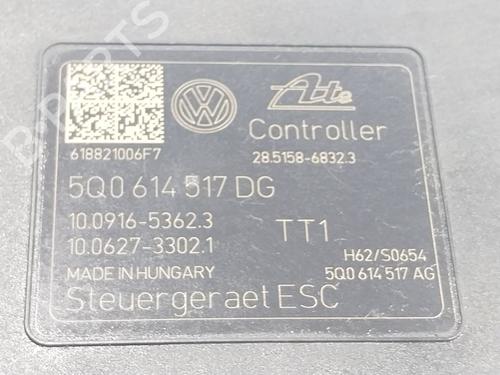 Ate
Controller
618821006F7
28.5158-6832.3
5Q0 614 517 DG
10.0916-5362.3
10.0627-3302.1
TT1
H62/S0654
MADE IN HUNGARY
5Q0 614 517 AG
Steuergeraet ESC
B-PARTS